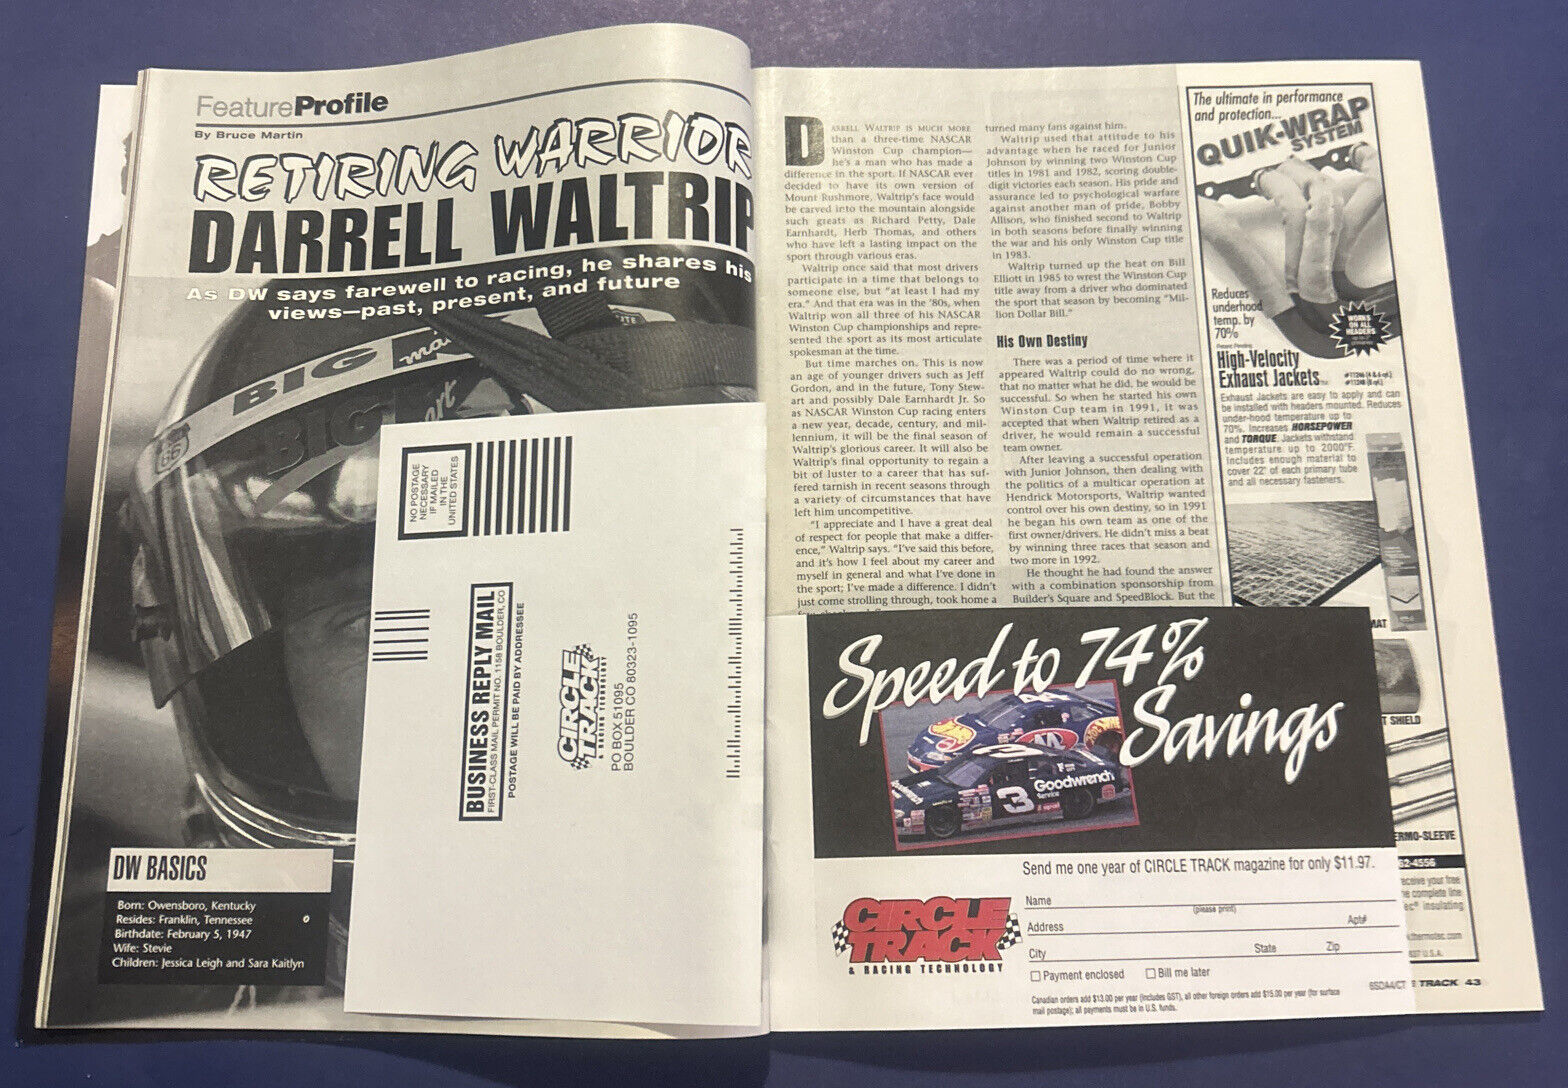 FeatureProfile
By Bruce Martin
RETIRING WARRIOR
DARRELL WALTRIP
As DW says farewell to racing, he shares his
views—past, present, and future
BIG
BIG
DW BASICS
Born: Owensboro, Kentucky
Resides: Franklin, Tennessee
Birthdate: February 5, 1947
Wife: Stevie
Children: Jessica Leigh and Sara Kaitlyn
NO POSTAGE
NECESSARY
IF MAILED
IN THE
UNITED STATES
BUSINESS REPLY MAIL
FIRST-CLASS MAIL PERMIT NO. 1158 BOULDER, CO
POSTAGE WILL BE PAID BY ADDRESSEE
CIRCLE
TRACK
& RACING TECHNOLOGY
PO BOX 51095
BOULDER CO 80323-1095
DARRELL WALTRIP IS MUCH MORE
than a three-time NASCAR
Winston Cup champion—
he's a man who has made a
difference in the sport. If NASCAR ever
decided to have its own version of
Mount Rushmore, Waltrip's face would
be carved into the mountain alongside
such greats as Richard Petty, Dale
Earnhardt, Herb Thomas, and others
who have left a lasting impact on the
sport through various eras.
Waltrip once said that most drivers
participate in a time that belongs to
someone else, but "at least I had my
era." And that era was in the '80s, when
Waltrip won all three of his NASCAR
Winston Cup championships and repre-
sented the sport as its most articulate
spokesman at the time.
But time marches on. This is now
an age of younger drivers such as Jeff
Gordon, and in the future, Tony Stew-
art and possibly Dale Earnhardt Jr. So
as NASCAR Winston Cup racing enters
a new year, decade, century, and mil-
lennium, it will be the final season of
Waltrip's glorious career. It will also be
Waltrip's final opportunity to regain a
bit of luster to a career that has suf-
fered tarnish in recent seasons through
a variety of circumstances that have
left him uncompetitive.
"I appreciate and I have a great deal
of respect for people that make a differ-
ence," Waltrip says. "I've said this before,
and it's how I feel about my career and
myself in general and what I've done in
the sport; I've made a difference. I didn't
just come strolling through, took home a
turned many fans against him.
Waltrip used that attitude to his
advantage when he raced for Junior
Johnson by winning two Winston Cup
titles in 1981 and 1982, scoring double-
digit victories each season. His pride and
assurance led to psychological warfare
against another man of pride, Bobby
Allison, who finished second to Waltrip
in both seasons before finally winning
the war and his only Winston Cup title
in 1983.
Waltrip turned up the heat on Bill
Elliott in 1985 to wrest the Winston Cup
title away from a driver who dominated
the sport that season by becoming "Mil-
lion Dollar Bill."
His Own Destiny
There was a period of time where it
appeared Waltrip could do no wrong,
that no matter what he did, he would be
successful. So when he started his own
Winston Cup team in 1991, it was
accepted that when Waltrip retired as a
driver, he would remain a successful
team owner.
After leaving a successful operation
with Junior Johnson, then dealing with
the politics of a multicar operation at
Hendrick Motorsports, Waltrip wanted
control over his own destiny, so in 1991
he began his own team as one of the
first owner/drivers. He didn't miss a beat
by winning three races that season and
two more in 1992.
He thought he had found the answer
with a combination sponsorship from
Builder's Square and SpeedBlock. But the
The ultimate in performance
and protection...
QUIK-WRAP
SYSTEM
Reduces
underhood
temp. by
70%
WORKS
ON ALL
HEADERS
Patent Pending
High-Velocity
Exhaust Jackets™
Exhaust Jackets are easy to apply and can
be installed with headers mounted. Reduces
under-hood temperature up to
70%. Increases HORSEPOWER
and TORQUE. Jackets withstand
temperature up to 2000°F.
Includes enough material to
cover 22' of each primary tube
and all necessary fasteners.
MAT
T SHIELD
ERMO-SLEEVE
62-4556
eceive your free
e complete line
ec® insulating
thermotec.com
U.S.A.
TRACK 43
Speed to 74%
Savings
3
Goodwrench
Service
Send me one year of CIRCLE TRACK magazine for only $11.97.
CIRCLE
TRACK
& RACING TECHNOLOGY
Name
(please print)
Address Apt#
City State Zip
Payment enclosed Bill me later
6SDA4/CT
Canadian orders add $13.00 per year (includes GST), all other foreign orders add $15.00 per year (for surface
mail postage); all payments must be in U.S. funds.